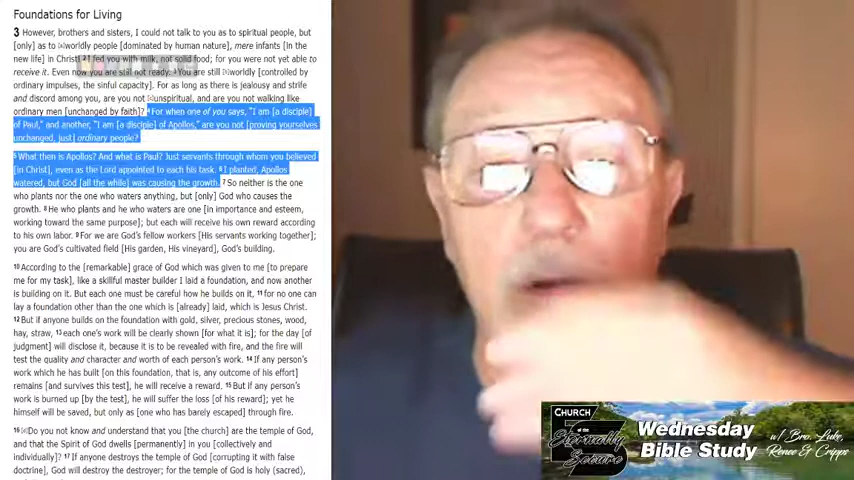 Foundations for Living
3 However, brothers and sisters, I could not talk to you as to spiritual people, but
[only] as to [a]worldly people [dominated by human nature], mere infants [in the
new life] in Christ! 2 I fed you with milk, not solid food; for you were not yet able to
receive it. Even now you are still not ready. 3 You are still [b]worldly [controlled by
ordinary impulses, the sinful capacity]. For as long as there is jealousy and strife
and discord among you, are you not [c]unspiritual, and are you not walking like
ordinary men [unchanged by faith]? 4 For when one of you says, "I am [a disciple]
of Paul," and another, "I am [a disciple] of Apollos," are you not [proving yourselves
unchanged, just] ordinary people?
5 What then is Apollos? And what is Paul? Just servants through whom you believed
[in Christ], even as the Lord appointed to each his task. 6 I planted, Apollos
watered, but God [all the while] was causing the growth. 7 So neither is the one
who plants nor the one who waters anything, but [only] God who causes the
growth. 8 He who plants and he who waters are one [in importance and esteem,
working toward the same purpose]; but each will receive his own reward according
to his own labor. 9 For we are God's fellow workers [His servants working together];
you are God's cultivated field [His garden, His vineyard], God's building.
10 According to the [remarkable] grace of God which was given to me [to prepare
me for my task], like a skillful master builder I laid a foundation, and now another
is building on it. But each one must be careful how he builds on it, 11 for no one can
lay a foundation other than the one which is [already] laid, which is Jesus Christ.
12 But if anyone builds on the foundation with gold, silver, precious stones, wood,
hay, straw, 13 each one's work will be clearly shown [for what it is]; for the day [of
judgment] will disclose it, because it is to be revealed with fire, and the fire will
test the quality and character and worth of each person's work. 14 If any person's
work which he has built [on this foundation, that is, any outcome of his effort]
remains [and survives this test], he will receive a reward. 15 But if any person's
work is burned up [by the test], he will suffer the loss [of his reward]; yet he
himself will be saved, but only as [one who has barely escaped] through fire.
16 Do you not know and understand that you [the church] are the temple of God,
and that the Spirit of God dwells [permanently] in you [collectively and
individually]? 17 If anyone destroys the temple of God [corrupting it with false
doctrine], God will destroy the destroyer; for the temple of God is holy (sacred),
CHURCH
of the
Eternally
Secure
Wednesday
Bible Study
w/ Bro. Luke,
Renee & Cripps